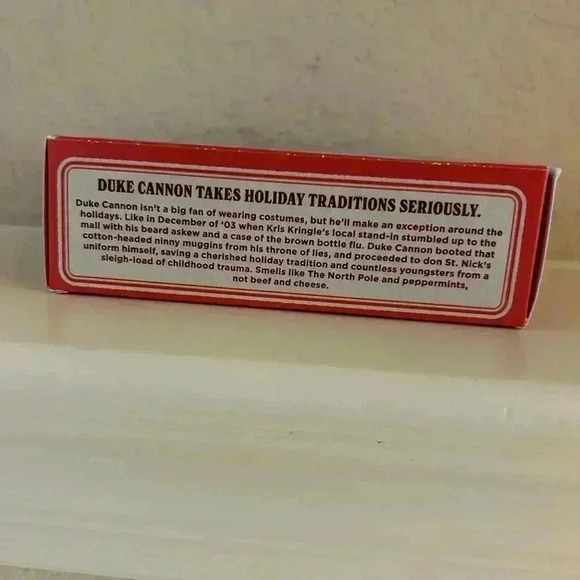 DUKE CANNON TAKES HOLIDAY TRADITIONS SERIOUSLY.
Duke Cannon isn't a big fan of wearing costumes, but he'll make an exception around the
holidays. Like in December of '03 when Kris Kringle's local stand-in stumbled up to the
mall with his beard askew and a case of the brown bottle flu. Duke Cannon booted that
cotton-headed ninny muggins from his throne of lies, and proceeded to don St. Nick's
uniform himself, saving a cherished holiday tradition and countless youngsters from a
sleigh-load of childhood trauma. Smells like The North Pole and peppermints,
not beef and cheese.